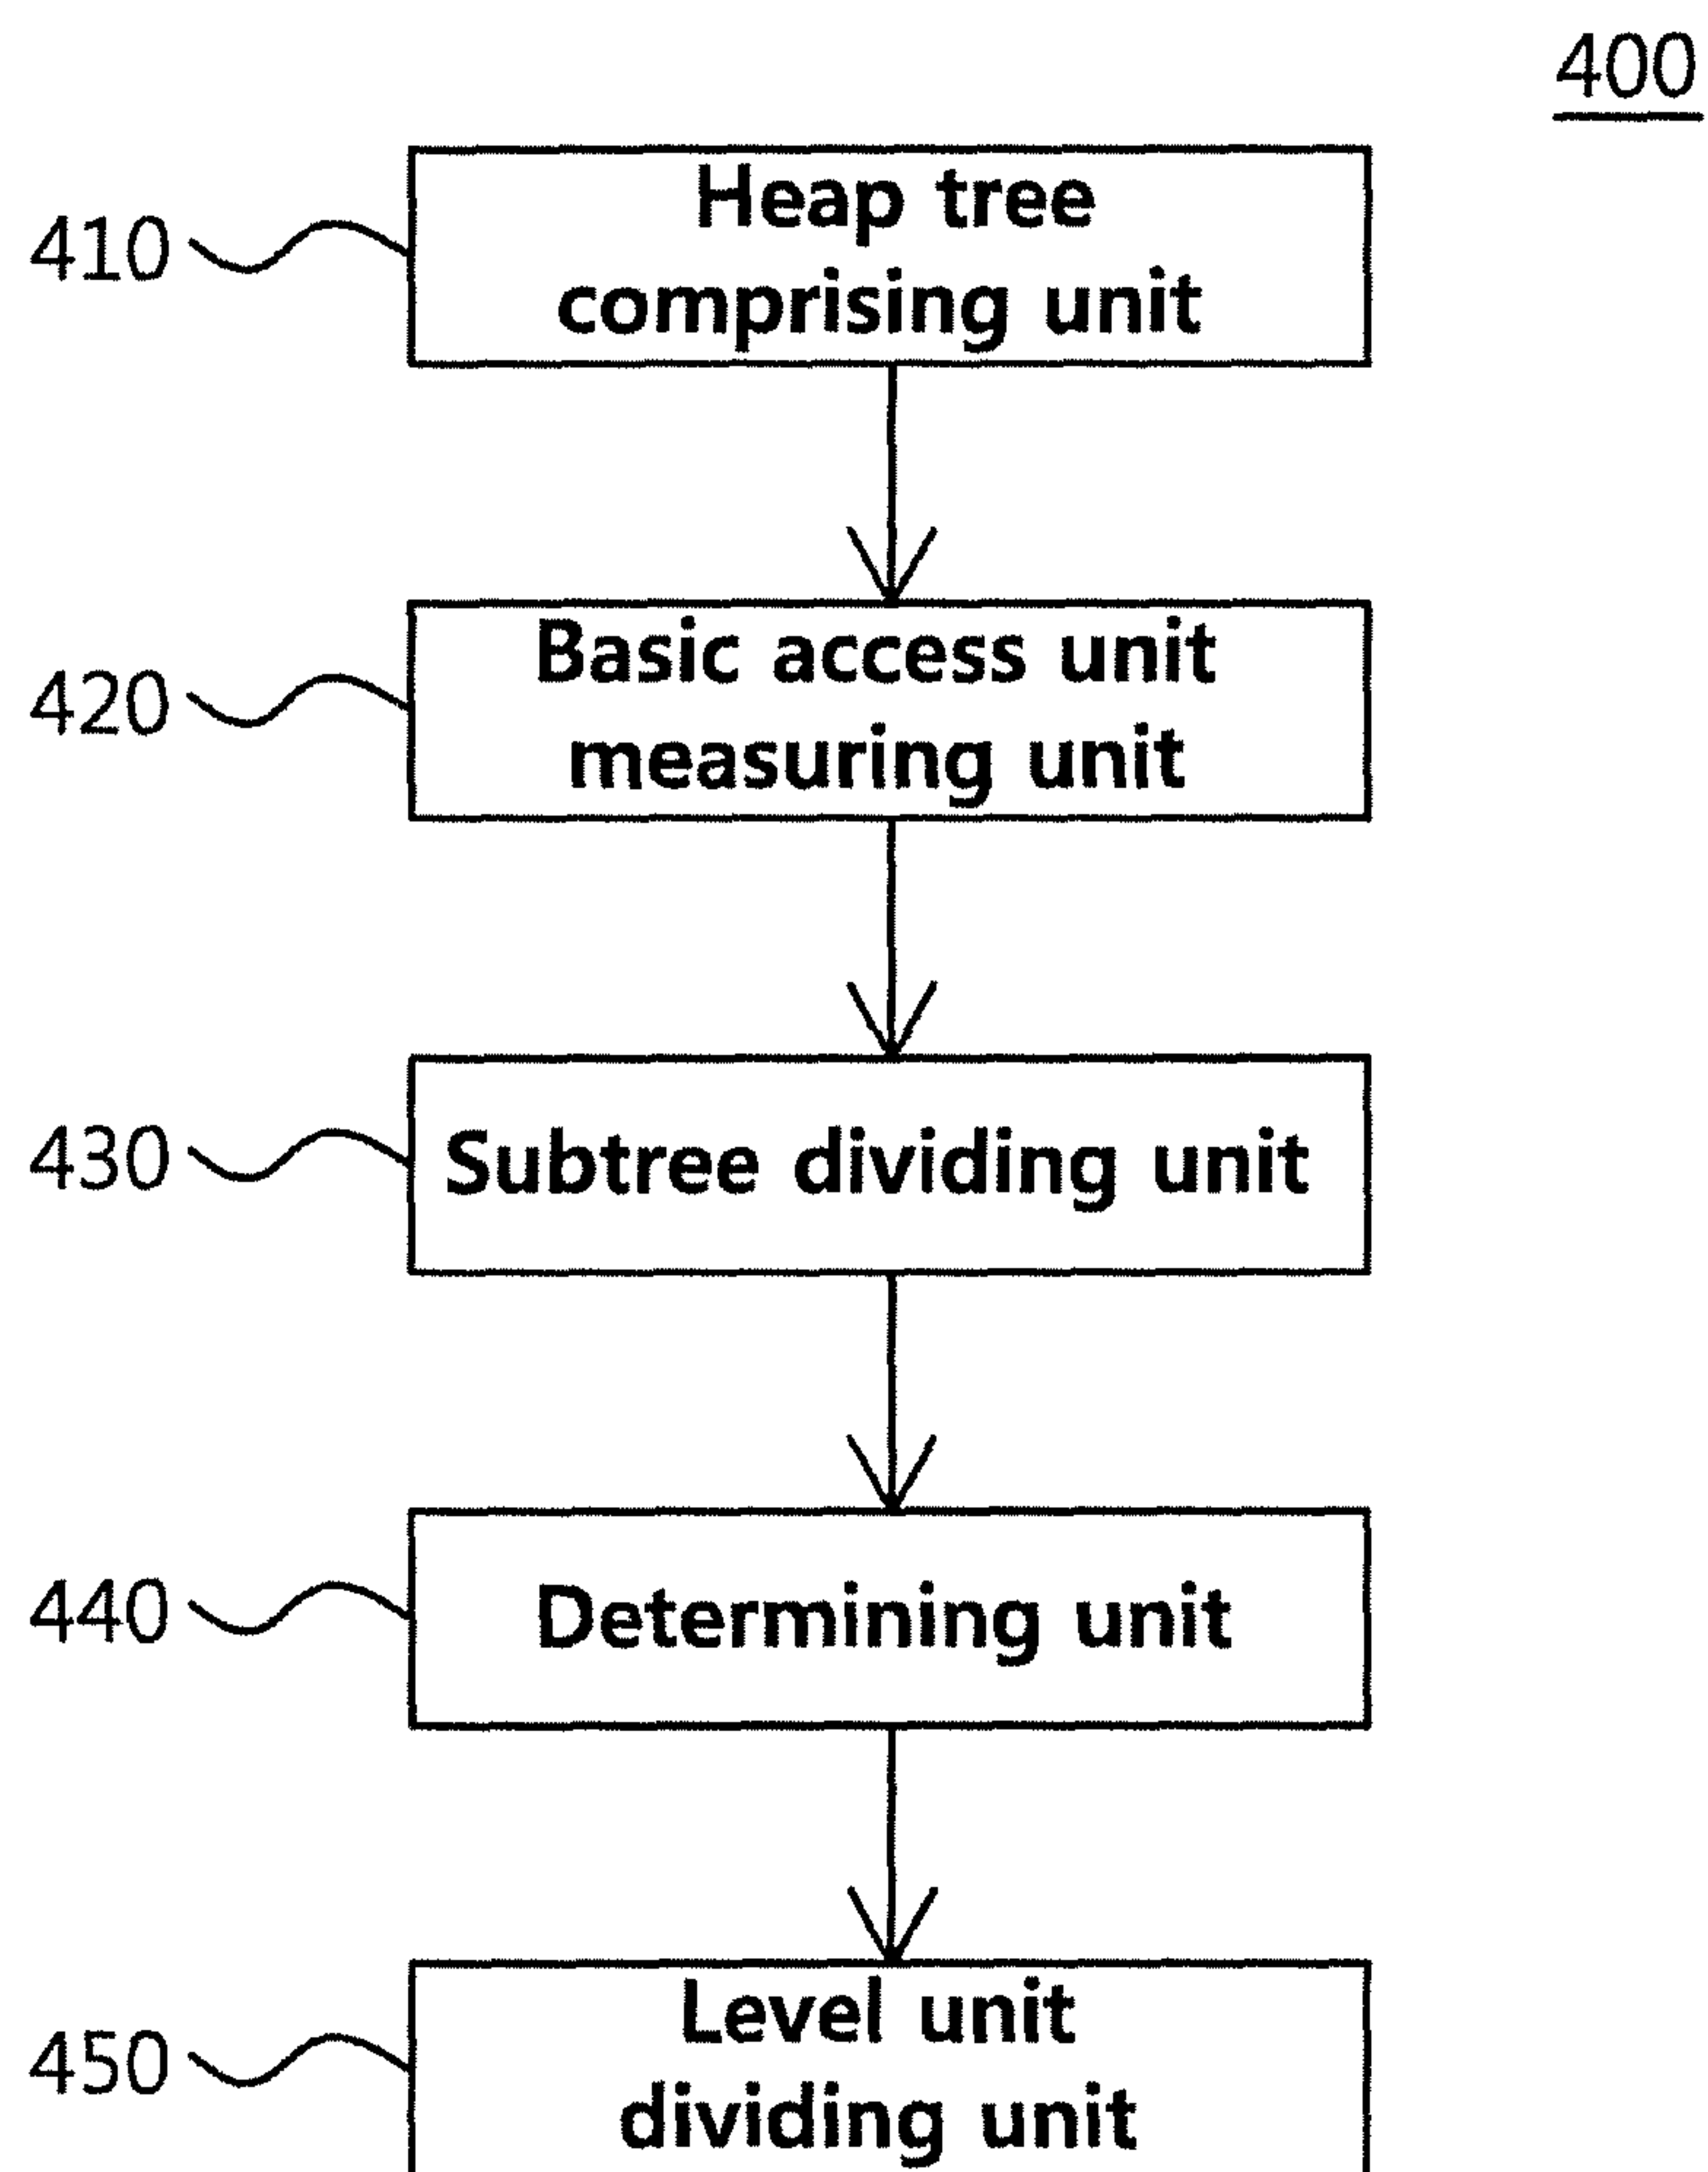 400
410
Heap tree
comprising unit
420
Basic access unit
measuring unit
430
Subtree dividing unit
440
Determining unit
450
Level unit
dividing unit